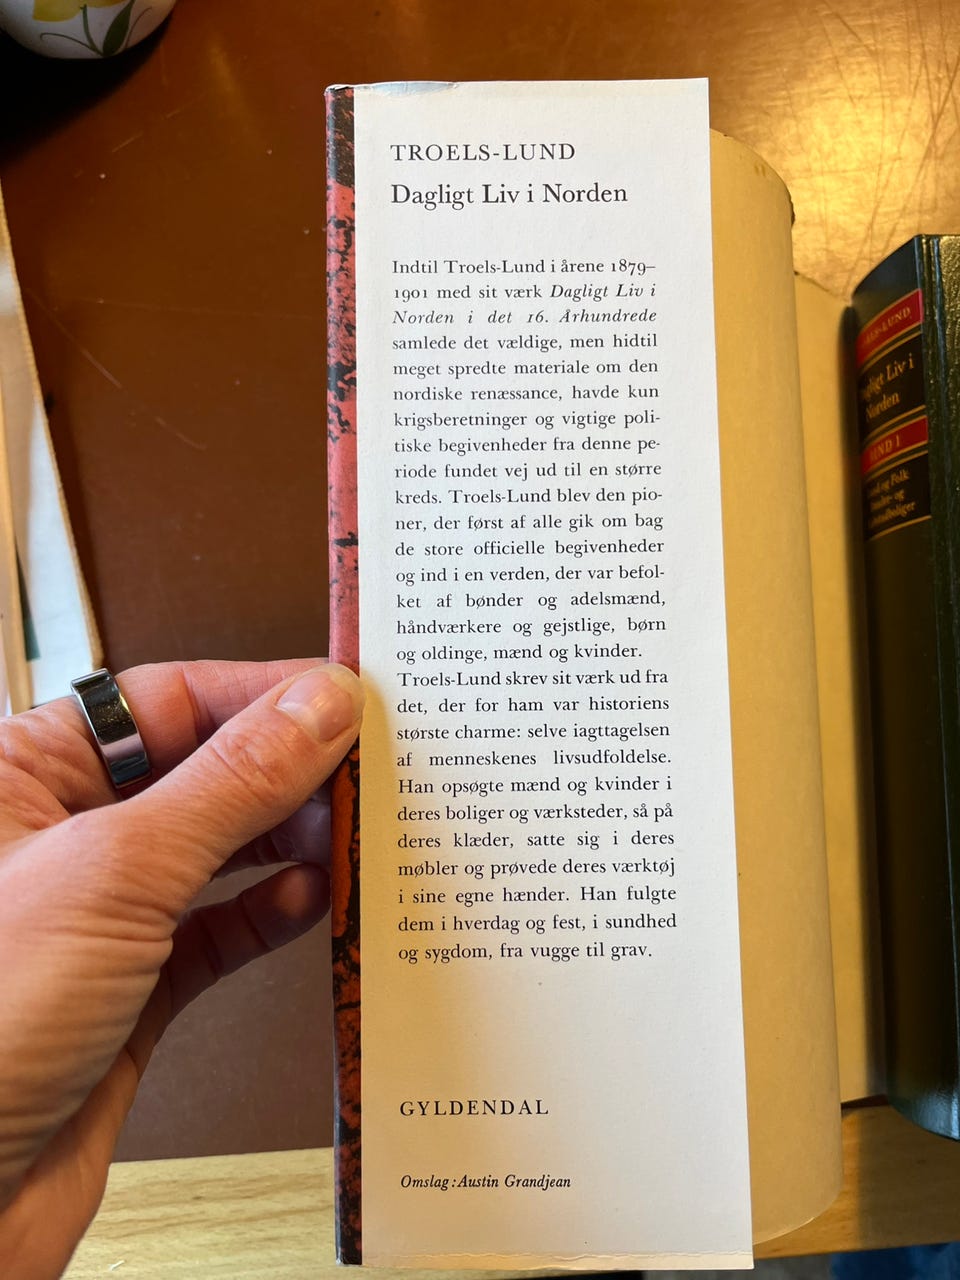 TROELS-LUND
Dagligt Liv i Norden
Indtil Troels-Lund i årene 1879–
1901 med sit værk Dagligt Liv i
Norden i det 16. Århundrede
samlede det vældige, men hidtil
meget spredte materiale om den
nordiske renæssance, havde kun
krigsberetninger og vigtige poli-
tiske begivenheder fra denne pe-
riode fundet vej ud til en større
kreds. Troels-Lund blev den pio-
ner, der først af alle gik om bag
de store officielle begivenheder
og ind i en verden, der var befol-
ket af bønder og adelsmænd,
håndværkere og gejstlige, børn
og oldinge, mænd og kvinder.
Troels-Lund skrev sit værk ud fra
det, der for ham var historiens
største charme: selve iagttagelsen
af menneskenes livsudfoldelse.
Han opsøgte mænd og kvinder i
deres boliger og værksteder, så på
deres klæder, satte sig i deres
møbler og prøvede deres værktøj
i sine egne hænder. Han fulgte
dem i hverdag og fest, i sundhed
og sygdom, fra vugge til grav.
GYLDENDAL
Omslag: Austin Grandjean
Liv i
Norden
BIND I
og Folk